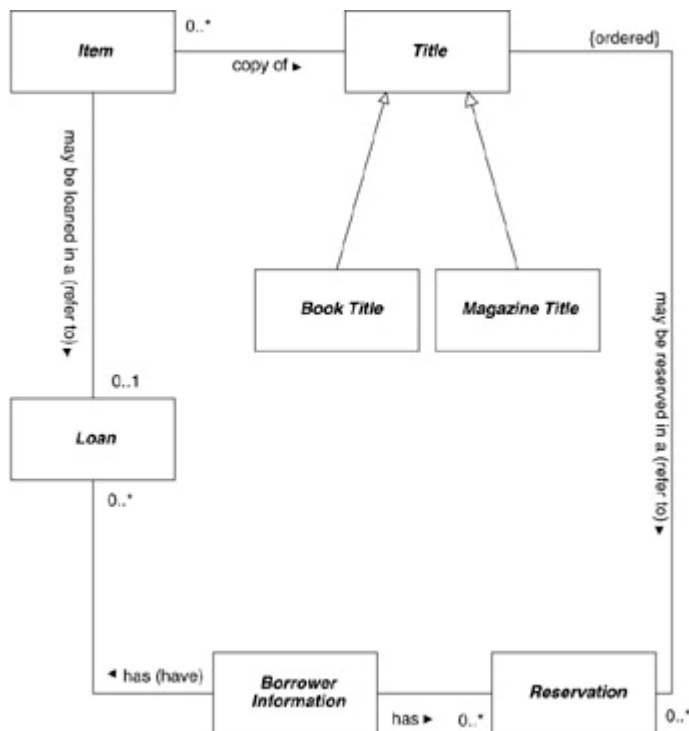 0..*
Item
Title
{ordered}
copy of ►
may be loaned in a (refer to) ►
Book Title
Magazine Title
may be reserved in a (refer to) ►
0..1
Loan
0..*
◄ has (have)
Borrower
Information
Reservation
has ►
0..*
0..*